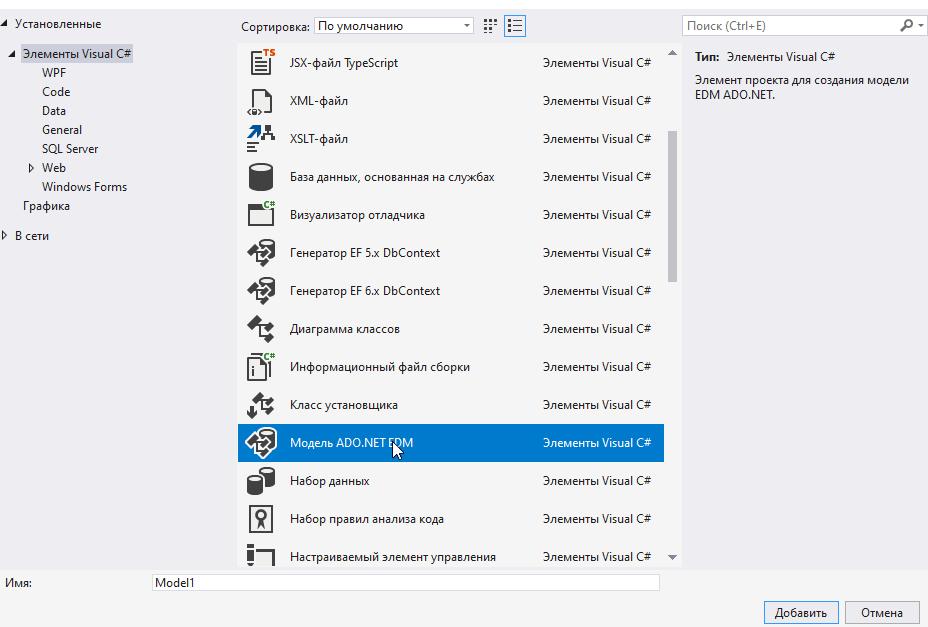 Установленные
Элементы Visual C#
WPF
Code
Data
General
SQL Server
Web
Windows Forms
Графика
В сети
Сортировка: По умолчанию
TS JSX-файл TypeScript Элементы Visual C#
XML-файл Элементы Visual C#
XSLT-файл Элементы Visual C#
База данных, основанная на службах Элементы Visual C#
C# Визуализатор отладчика Элементы Visual C#
Генератор EF 5.x DbContext Элементы Visual C#
Генератор EF 6.x DbContext Элементы Visual C#
Диаграмма классов Элементы Visual C#
C# Информационный файл сборки Элементы Visual C#
Класс установщика Элементы Visual C#
Модель ADO.NET EDM Элементы Visual C#
Набор данных Элементы Visual C#
Набор правил анализа кода Элементы Visual C#
Настраиваемый элемент управления Элементы Visual C#
Поиск (Ctrl+E)
Тип: Элементы Visual C#
Элемент проекта для создания модели
EDM ADO.NET.
Имя: Model1
Добавить Отмена